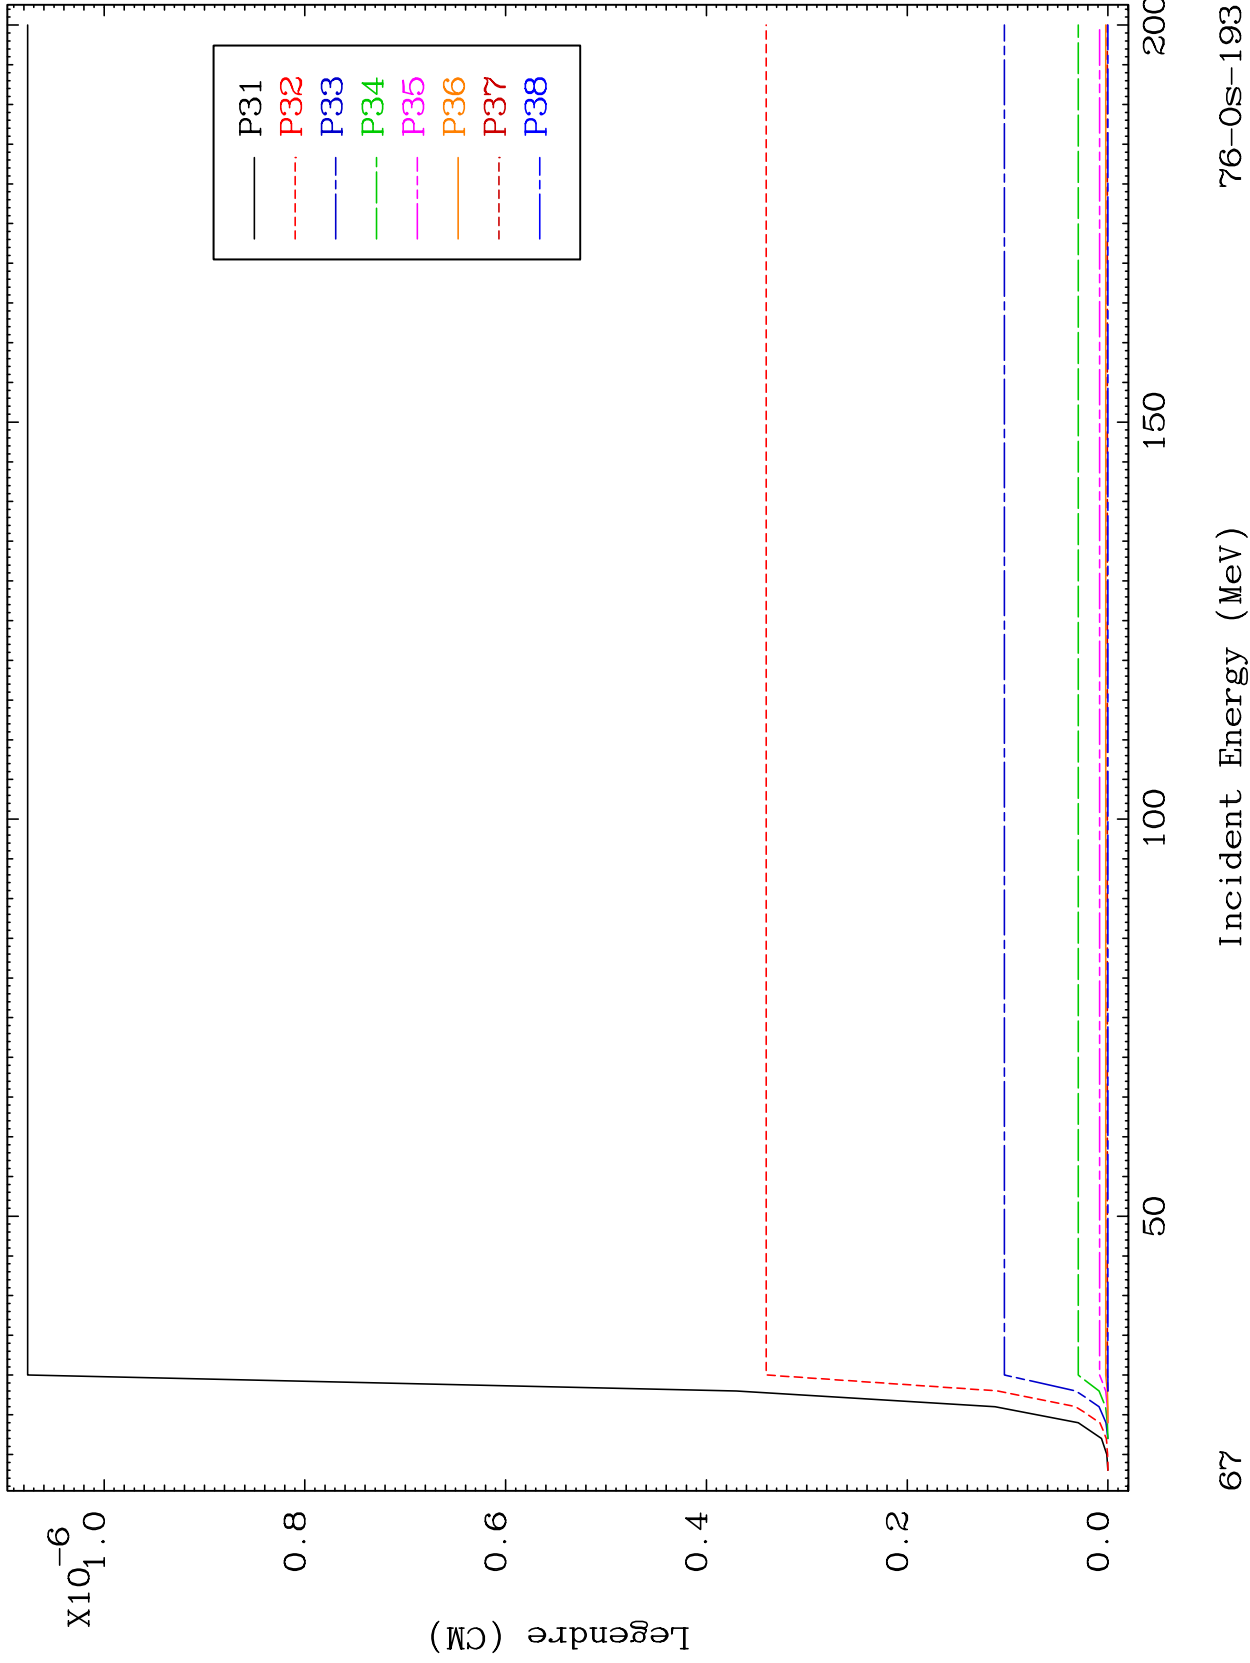 X10-6
1.0
0.8
0.6
0.4
0.2
0.0
Legendre (CM)
P31
P32
P33
P34
P35
P36
P37
P38
50
100
150
200
Incident Energy (MeV)
67
76-Os-193